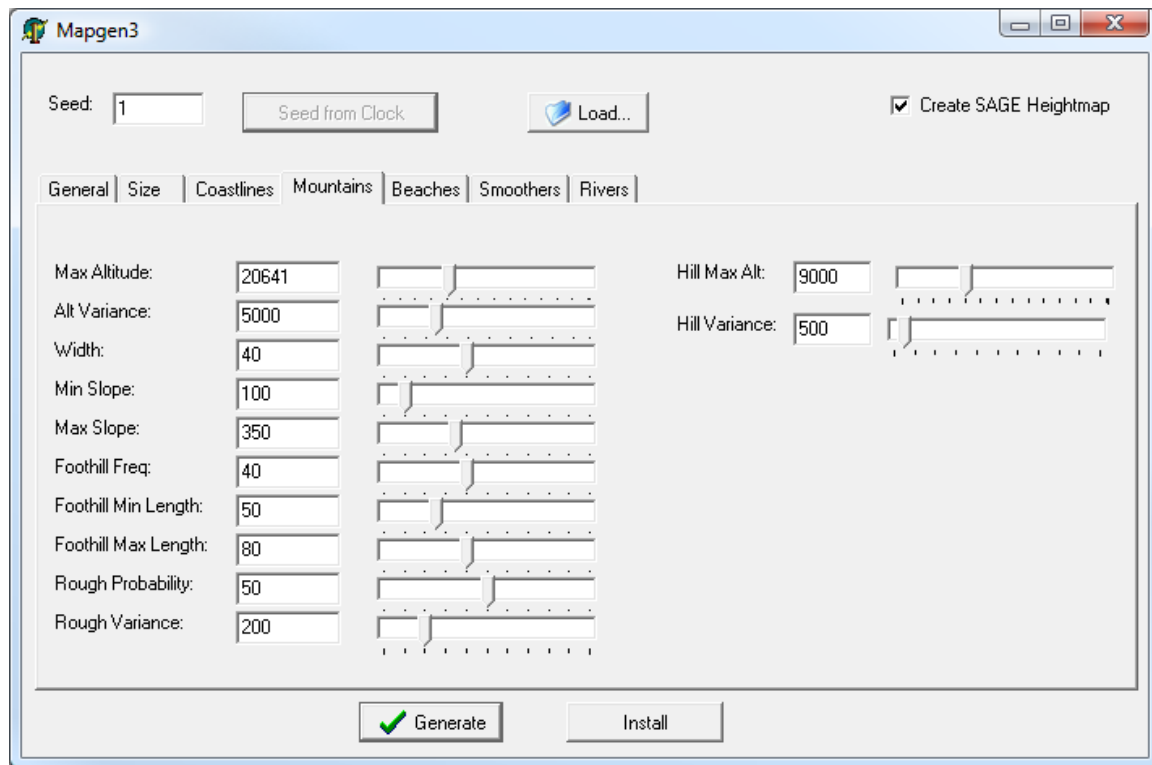 Mapgen3
Seed: 1 Seed from Clock Load... Create SAGE Heightmap
General Size Coastlines Mountains Beaches Smoothers Rivers
Max Altitude: 20641 Hill Max Alt: 9000
Alt Variance: 5000 Hill Variance: 500
Width: 40
Min Slope: 100
Max Slope: 350
Foothill Freq: 40
Foothill Min Length: 50
Foothill Max Length: 80
Rough Probability: 50
Rough Variance: 200
Generate Install